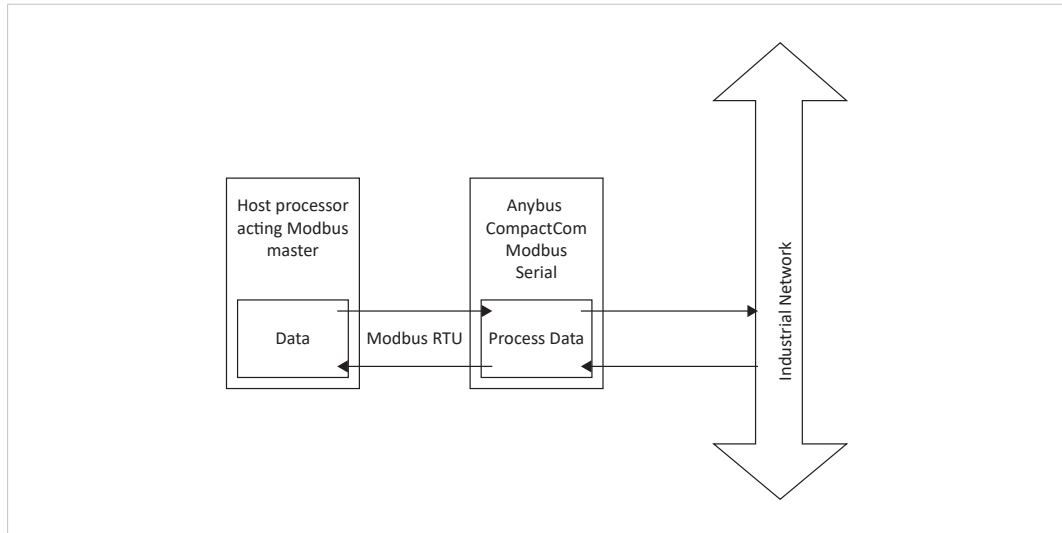 Host processor
acting Modbus
master
Anybus
CompactCom
Modbus
Serial
Data
Modbus RTU
Process Data
Industrial Network